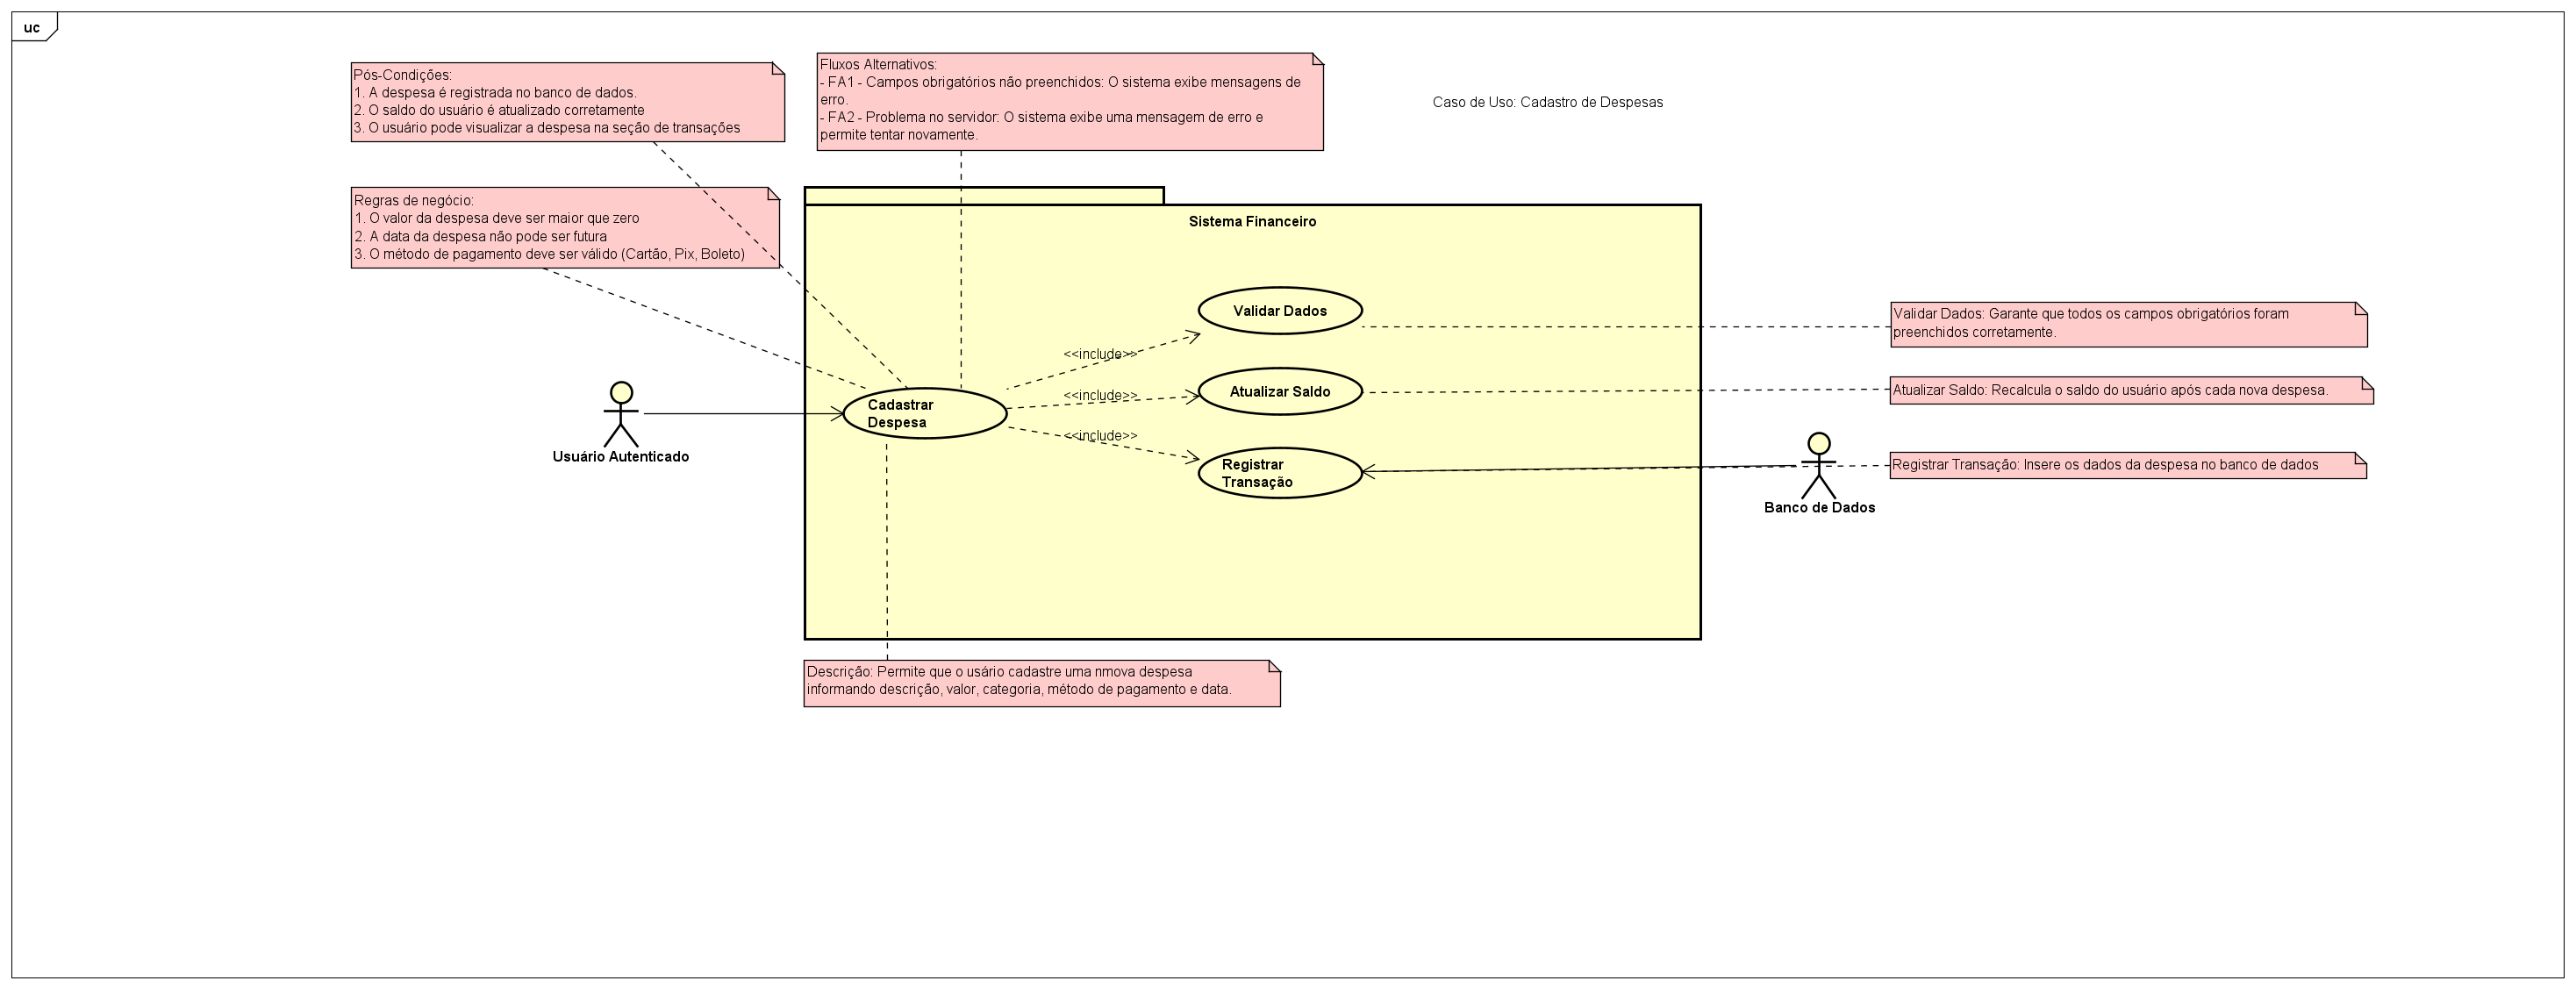 uc
Pós-Condições:
1. A despesa é registrada no banco de dados.
2. O saldo do usuário é atualizado corretamente
3. O usuário pode visualizar a despesa na seção de transações
Fluxos Alternativos:
- FA1 - Campos obrigatórios não preenchidos: O sistema exibe mensagens de
erro.
- FA2 - Problema no servidor: O sistema exibe uma mensagem de erro e
permite tentar novamente.
Caso de Uso: Cadastro de Despesas
Regras de negócio:
1. O valor da despesa deve ser maior que zero
2. A data da despesa não pode ser futura
3. O método de pagamento deve ser válido (Cartão, Pix, Boleto)
Sistema Financeiro
Validar Dados
Validar Dados: Garante que todos os campos obrigatórios foram
preenchidos corretamente.
<<include>>
Atualizar Saldo
Atualizar Saldo: Recalcula o saldo do usuário após cada nova despesa.
<<include>>
Cadastrar
Despesa
<<include>>
Usuário Autenticado
Registrar
Transação
Registrar Transação: Insere os dados da despesa no banco de dados
Banco de Dados
Descrição: Permite que o usário cadastre uma nmova despesa
informando descrição, valor, categoria, método de pagamento e data.